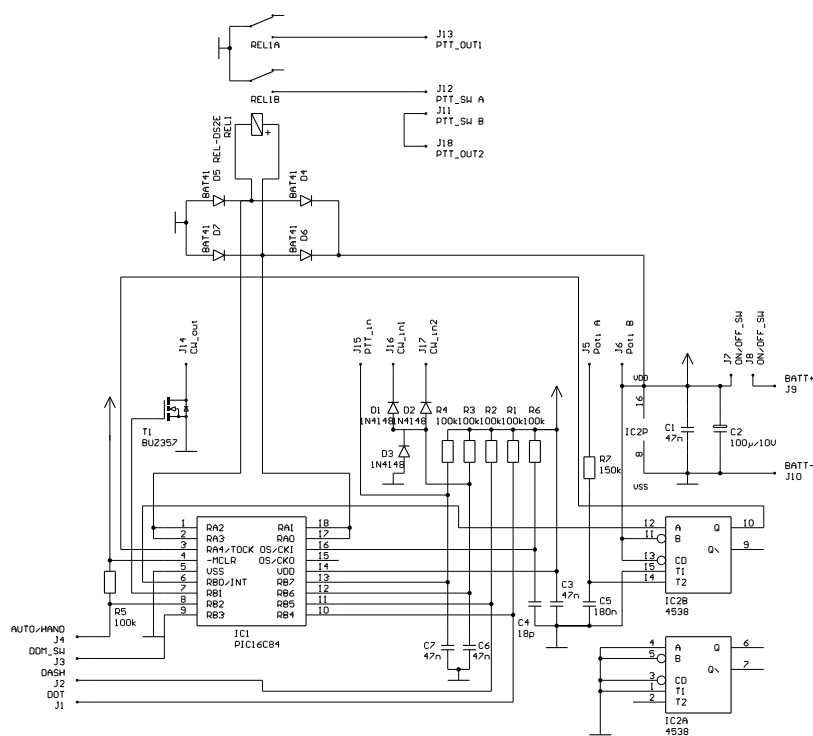 J13
PTT_OUT1
REL1A
J12
PTT_SW A
REL1B
J11
PTT_SW B
J18
PTT_OUT2
REL-DS2E
REL1
+
BAT41
D5
BAT41
D4
BAT41
D7
BAT41
D6
J14
CW_out
J15
PTT_in
J16
CW_in1
J17
CW_in2
J5
Poti A
J6
Poti B
J7
ON/OFF_SW
J8
ON/OFF_SW
BATT+
J9
VDD
16
IC2P
8
VSS
C1
47n
C2
100µ/10V
BATT-
J10
T1
BUZ357
D1
1N4148
D2
1N4148
D3
1N4148
R4
100k
R3
100k
R2
100k
R1
100k
R6
100k
R7
150k
1 RA2 RA1 18
2 RA3 RA0 17
3 RA4/TOCK OS/CKI 16
4 -MCLR OS/CKO 15
5 VSS VDD 14
6 RB0/INT RB7 13
7 RB1 RB6 12
8 RB2 RB5 11
9 RB3 RB4 10
IC1
PIC16C84
12 A Q 10
11 B Q\ 9
13 CD
15 T1
14 T2
IC2B
4538
R5
100k
C3
47n
C4
18p
C5
180n
C7
47n
C6
47n
AUTO/HAND
J4
DDM_SW
J3
DASH
J2
DOT
J1
4 A Q 6
5 B Q\ 7
3 CD
1 T1
2 T2
IC2A
4538